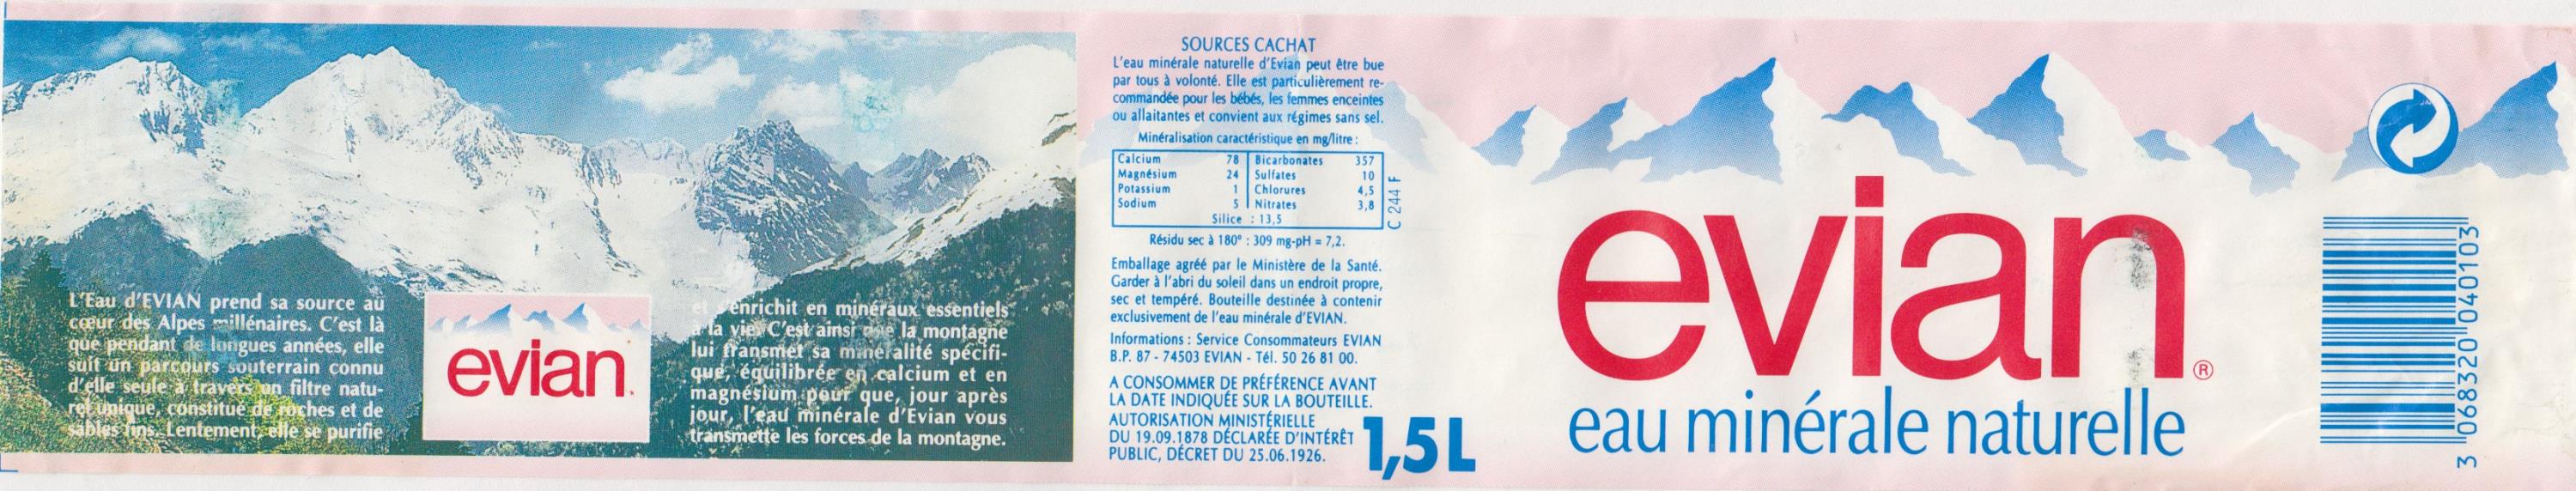 L'Eau d'EVIAN prend sa source au
cœur des Alpes millénaires. C'est là
que pendant de longues années, elle
suit un parcours souterrain connu
d'elle seule à travers un filtre natu-
rel unique, constitué de roches et de
sables fins. Lentement, elle se purifie
evian
et s'enrichit en minéraux essentiels
à la vie. C'est ainsi que la montagne
lui transmet sa minéralité spécifi-
que, équilibrée en calcium et en
magnésium pour que, jour après
jour, l'eau minérale d'Evian vous
transmette les forces de la montagne.
SOURCES CACHAT
L'eau minérale naturelle d'Evian peut être bue
par tous à volonté. Elle est particulièrement re-
commandée pour les bébés, les femmes enceintes
ou allaitantes et convient aux régimes sans sel.
Minéralisation caractéristique en mg/litre :
Calcium 78 Bicarbonates 357
Magnésium 24 Sulfates 10
Potassium 1 Chlorures 4,5
Sodium 5 Nitrates 3,8
Silice : 13,5
C 244 F
Résidu sec à 180° : 309 mg-pH = 7,2.
Emballage agréé par le Ministère de la Santé.
Garder à l'abri du soleil dans un endroit propre,
sec et tempéré. Bouteille destinée à contenir
exclusivement de l'eau minérale d'EVIAN.
Informations : Service Consommateurs EVIAN
B.P. 87 - 74503 EVIAN - Tél. 50 26 81 00.
A CONSOMMER DE PRÉFÉRENCE AVANT
LA DATE INDIQUÉE SUR LA BOUTEILLE.
AUTORISATION MINISTÉRIELLE
DU 19.09.1878 DÉCLARÉE D'INTÉRÊT
PUBLIC, DÉCRET DU 25.06.1926.
1,5L
evian®
eau minérale naturelle
3 068320 040103